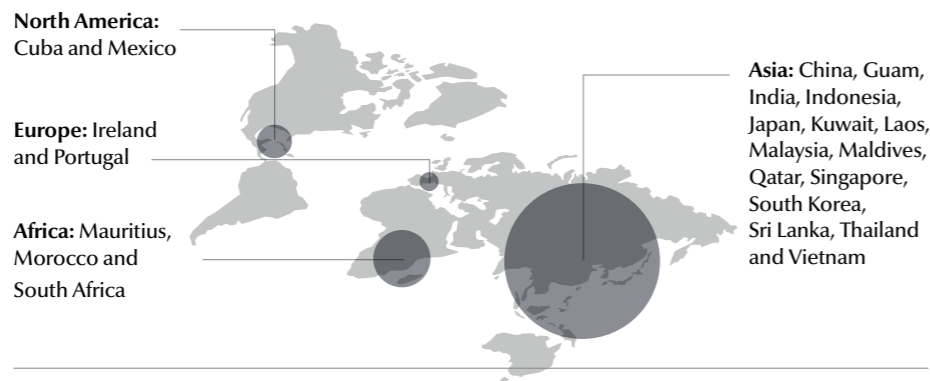 North America:
Cuba and Mexico
Europe: Ireland
and Portugal
Africa: Mauritius,
Morocco and
South Africa
Asia: China, Guam,
India, Indonesia,
Japan, Kuwait, Laos,
Malaysia, Maldives,
Qatar, Singapore,
South Korea,
Sri Lanka, Thailand
and Vietnam